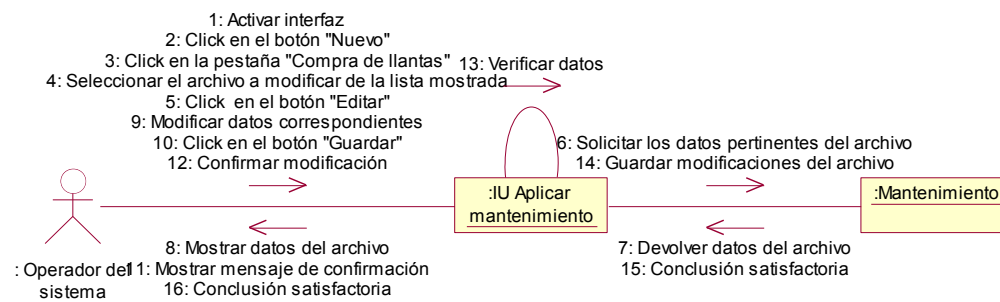 1: Activar interfaz
2: Click en el botón "Nuevo"
3: Click en la pestaña "Compra de llantas"
4: Seleccionar el archivo a modificar de la lista mostrada
5: Click en el botón "Editar"
9: Modificar datos correspondientes
10: Click en el botón "Guardar"
12: Confirmar modificación
13: Verificar datos
6: Solicitar los datos pertinentes del archivo
14: Guardar modificaciones del archivo
:IU Aplicar
mantenimiento
:Mantenimiento
8: Mostrar datos del archivo
11: Mostrar mensaje de confirmación
16: Conclusión satisfactoria
7: Devolver datos del archivo
15: Conclusión satisfactoria
: Operador del
sistema